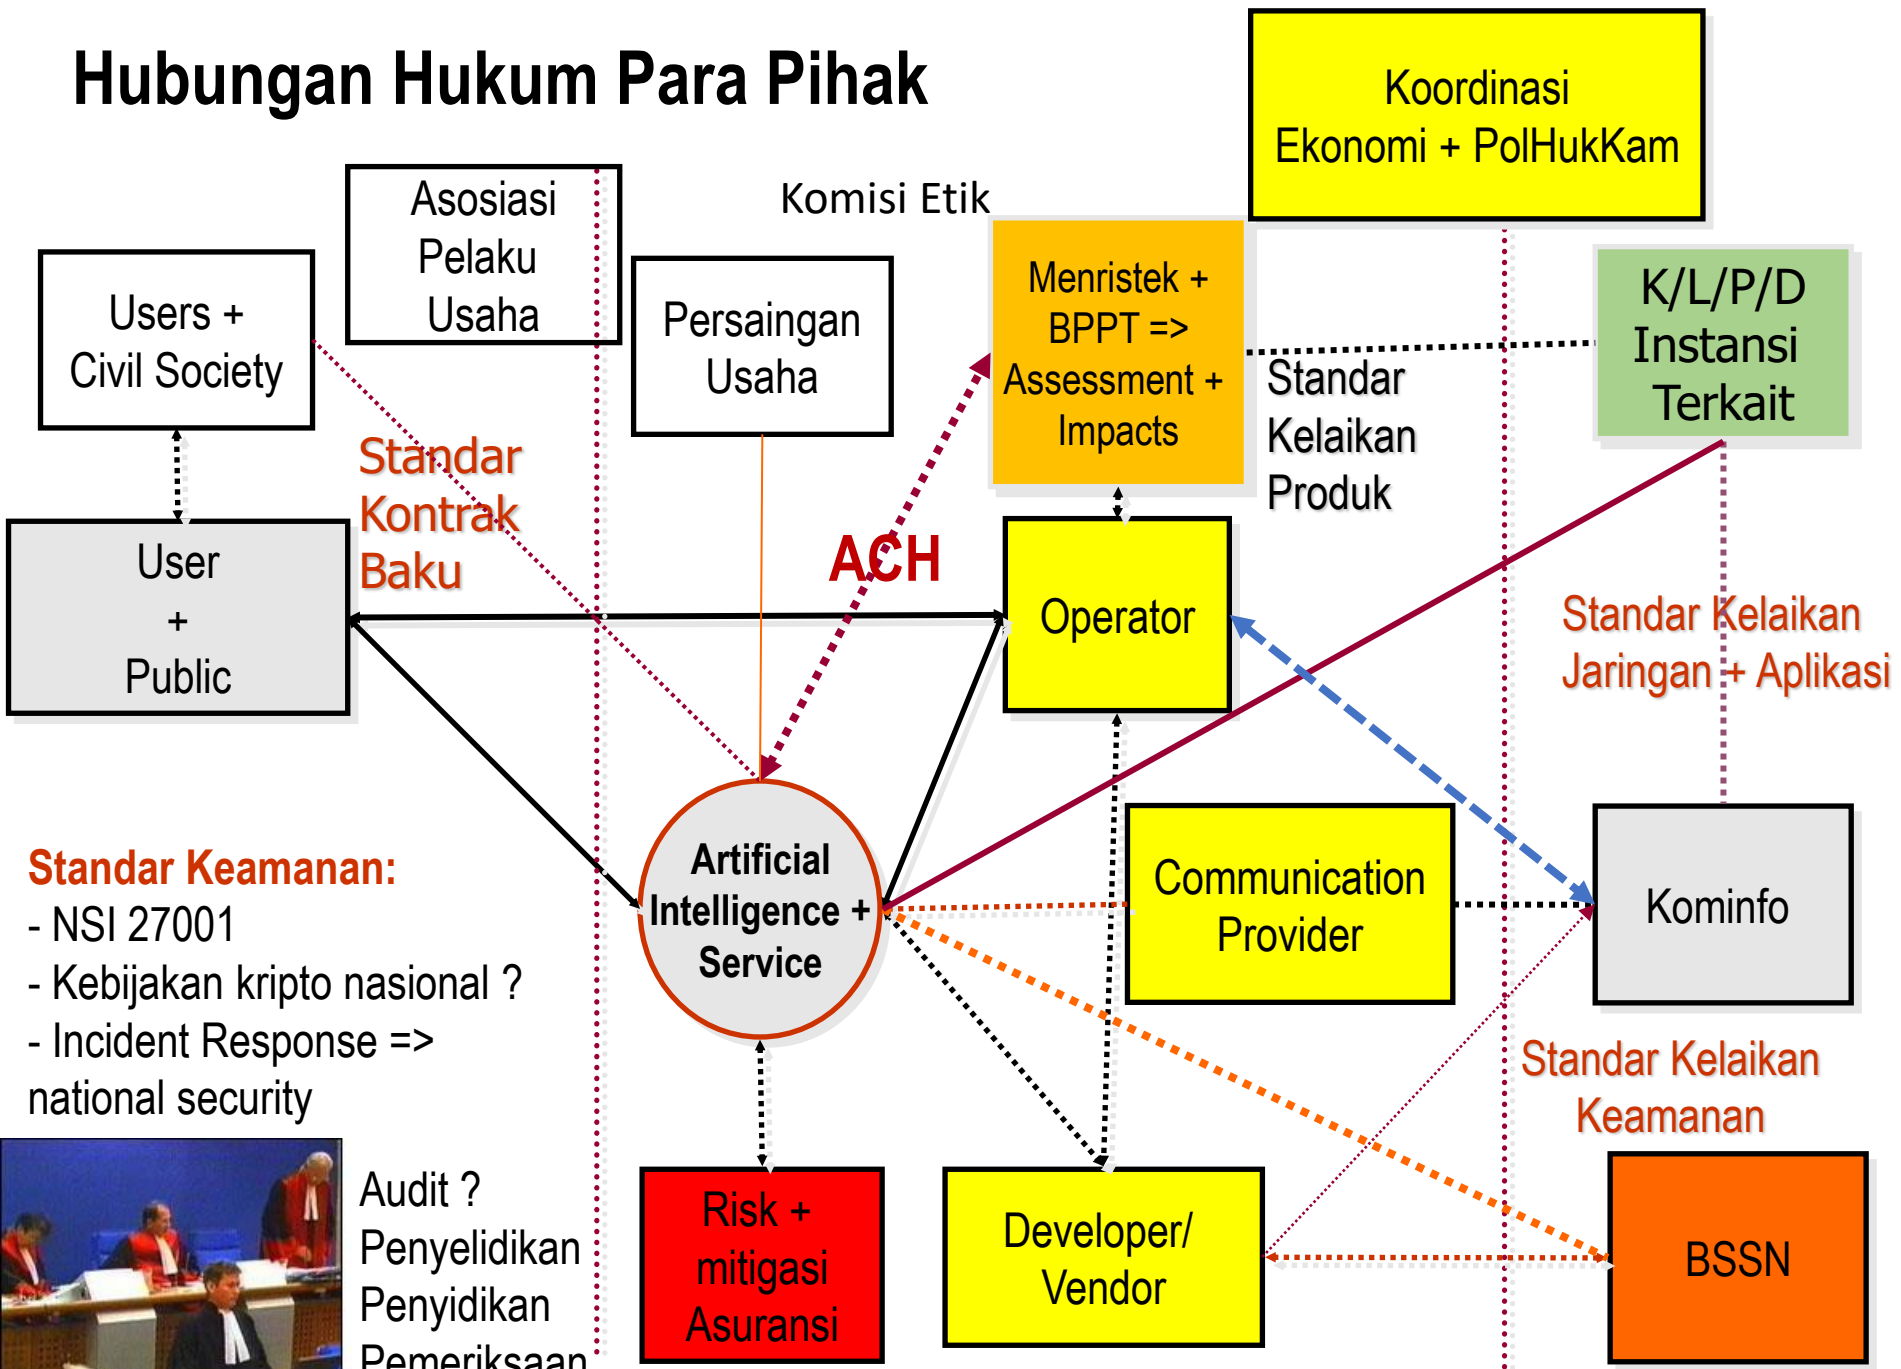 Hubungan Hukum Para Pihak
Koordinasi
Ekonomi + PolHukKam
Asosiasi
Pelaku
Usaha
Komisi Etik
Users +
Civil Society
Persaingan
Usaha
Menristek +
BPPT =>
Assessment +
Impacts
K/L/P/D
Instansi
Terkait
Standar
Kelaikan
Produk
Standar
Kontrak
Baku
ACH
User
+
Public
Operator
Standar Kelaikan
Jaringan + Aplikasi
Artificial
Intelligence +
Service
Communication
Provider
Kominfo
Standar Keamanan:
- NSI 27001
- Kebijakan kripto nasional ?
- Incident Response =>
national security
Standar Kelaikan
Keamanan
Audit ?
Penyelidikan
Penyidikan
Pemeriksaan
Risk +
mitigasi
Asuransi
Developer/
Vendor
BSSN